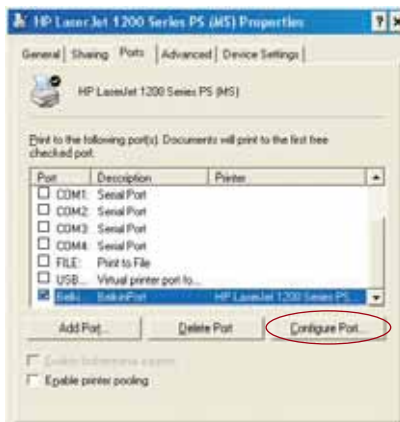 HP LaserJet 1200 Series PS (MS) Properties
General Sharing Ports Advanced Device Settings
HP LaserJet 1200 Series PS (MS)
Print to the following port(s). Documents will print to the first free
checked port.
Port Description Printer
COM1: Serial Port
COM2: Serial Port
COM3: Serial Port
COM4: Serial Port
FILE: Print to File
USB... Virtual printer port fo...
Belki... BelkinPort HP LaserJet 1200 Series PS...
Add Port... Delete Port Configure Port...
Enable bidirectional support
Enable printer pooling